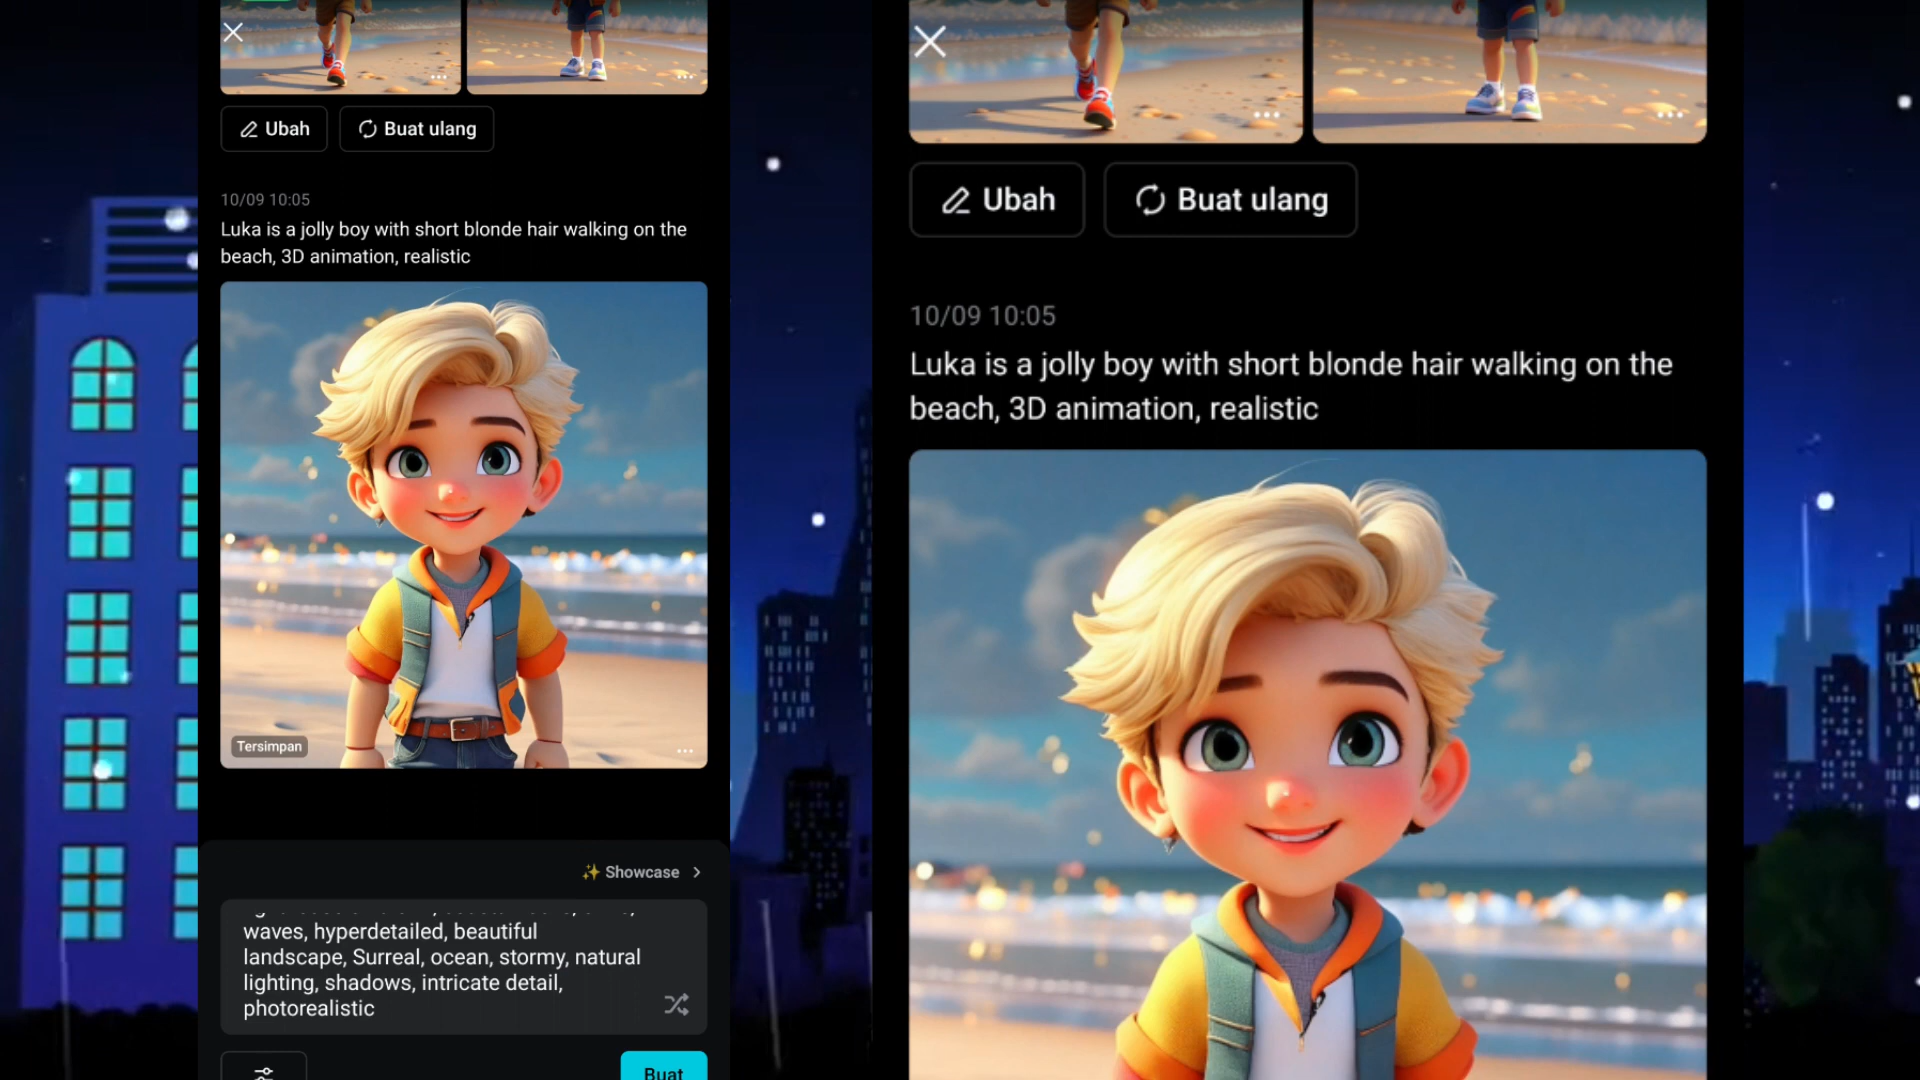 Ubah
Buat ulang
10/09 10:05
Luka is a jolly boy with short blonde hair walking on the
beach, 3D animation, realistic
Tersimpan
Showcase
waves, hyperdetailed, beautiful
landscape, Surreal, ocean, stormy, natural
lighting, shadows, intricate detail,
photorealistic
Buat
Ubah
Buat ulang
10/09 10:05
Luka is a jolly boy with short blonde hair walking on the
beach, 3D animation, realistic